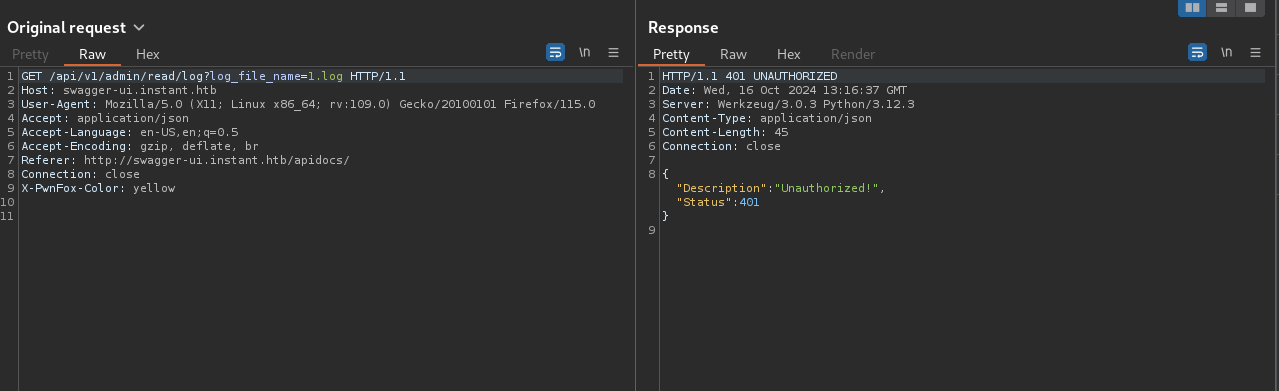 Original request
Pretty Raw Hex
\n
1 GET /api/v1/admin/read/log?log_file_name=1.log HTTP/1.1
2 Host: swagger-ui.instant.htb
3 User-Agent: Mozilla/5.0 (X11; Linux x86_64; rv:109.0) Gecko/20100101 Firefox/115.0
4 Accept: application/json
5 Accept-Language: en-US,en;q=0.5
6 Accept-Encoding: gzip, deflate, br
7 Referer: http://swagger-ui.instant.htb/apidocs/
8 Connection: close
9 X-PwnFox-Color: yellow
10
11
Response
Pretty Raw Hex Render
\n
1 HTTP/1.1 401 UNAUTHORIZED
2 Date: Wed, 16 Oct 2024 13:16:37 GMT
3 Server: Werkzeug/3.0.3 Python/3.12.3
4 Content-Type: application/json
5 Content-Length: 45
6 Connection: close
7
8 {
"Description":"Unauthorized!",
"Status":401
}
9